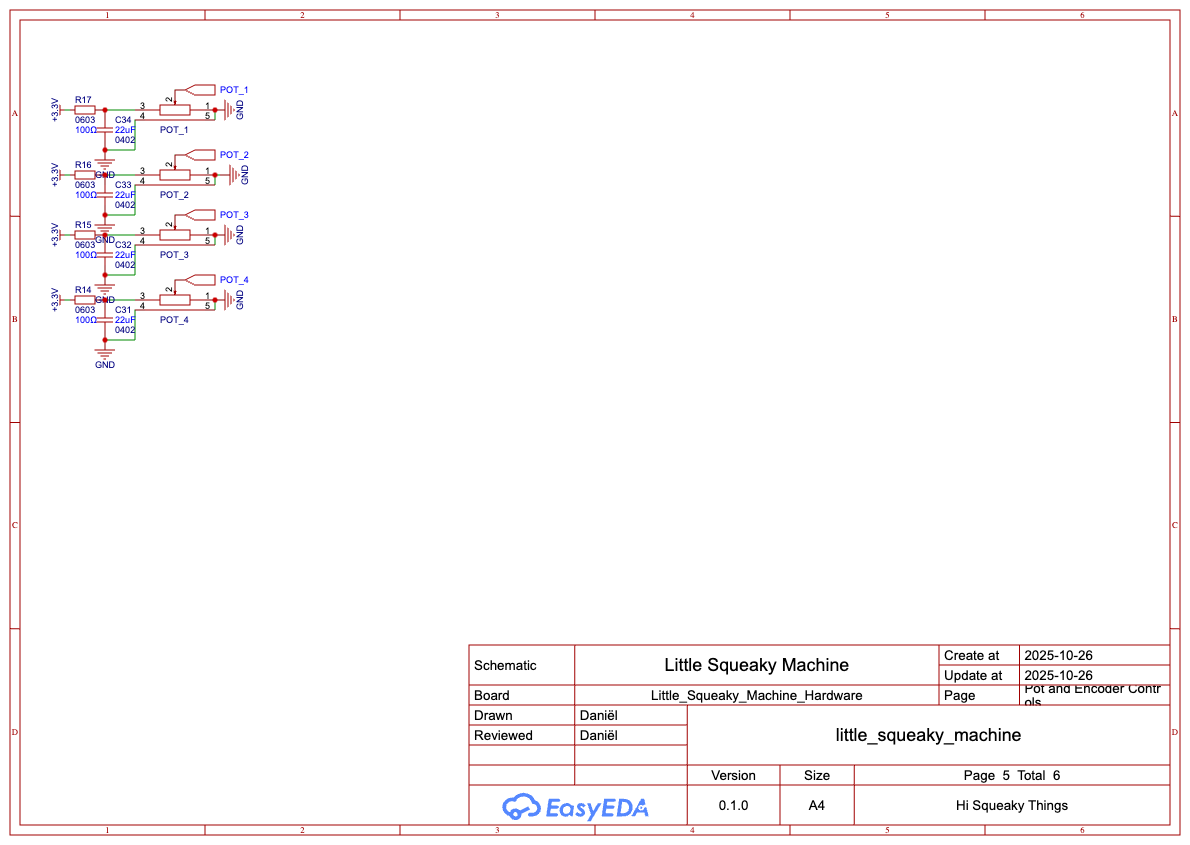 1 2 3 4 5 6
A A
POT_1
R17 2
+3.3V 3 1 GND
4 5
0603 C34
100Ω 22uF POT_1
0402
POT_2
R16 GND 2
+3.3V 3 1 GND
4 5
0603 C33
100Ω 22uF POT_2
0402
POT_3
R15 GND 2
+3.3V 3 1 GND
4 5
0603 C32
100Ω 22uF POT_3
0402
POT_4
R14 GND 2
+3.3V 3 1 GND
4 5
0603 C31
100Ω 22uF POT_4
0402
GND
B B
C C
D D
Schematic Little Squeaky Machine Create at 2025-10-26
Update at 2025-10-26
Board Little_Squeaky_Machine_Hardware Page Pot and Encoder Contr
ols
Drawn Daniël
Reviewed Daniël
little_squeaky_machine
Version Size Page 5 Total 6
EasyEDA 0.1.0 A4 Hi Squeaky Things
1 2 3 4 5 6